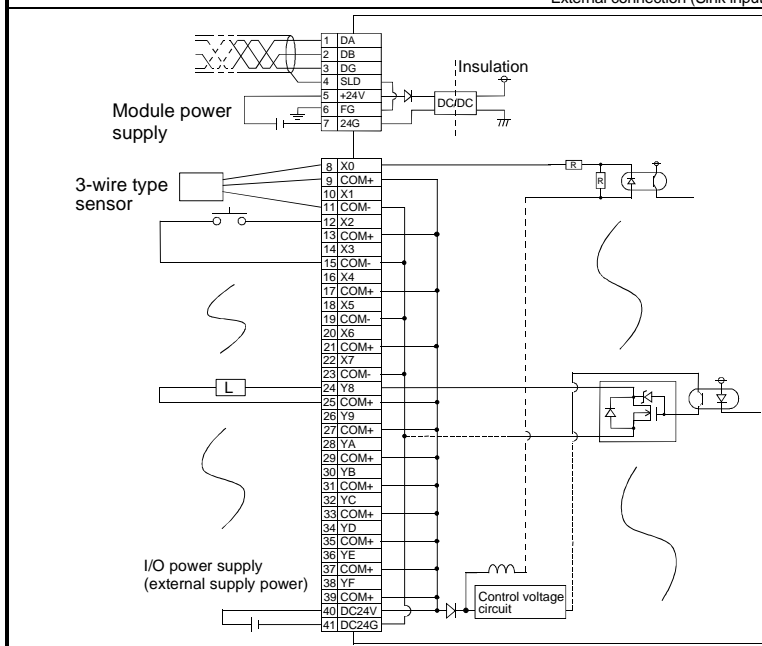 External connection (Sink input
1 DA
2 DB
3 DG
4 SLD
5 +24V
6 FG
7 24G
Insulation
DC/DC
Module power
supply
8 X0
9 COM+
10 X1
11 COM-
12 X2
13 COM+
14 X3
15 COM-
16 X4
17 COM+
18 X5
19 COM-
20 X6
21 COM+
22 X7
23 COM-
24 Y8
25 COM+
26 Y9
27 COM+
28 YA
29 COM+
30 YB
31 COM+
32 YC
33 COM+
34 YD
35 COM+
36 YE
37 COM+
38 YF
39 COM+
40 DC24V
41 DC24G
R
R
3-wire type
sensor
L
I/O power supply
(external supply power)
Control voltage
circuit